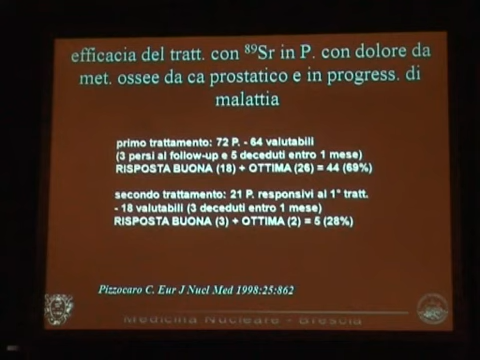 efficacia del tratt. con ⁸⁹Sr in P. con dolore da
met. ossee da ca prostatico e in progress. di
malattia
primo trattamento: 72 P. - 64 valutabili
(3 persi al follow-up e 5 deceduti entro 1 mese)
RISPOSTA BUONA (18) + OTTIMA (26) = 44 (69%)
secondo trattamento: 21 P. responsivi al 1° tratt.
- 18 valutabili (3 deceduti entro 1 mese)
RISPOSTA BUONA (3) + OTTIMA (2) = 5 (28%)
Pizzocaro C. Eur J Nucl Med 1998:25:862
Medicina Nucleare - Brescia